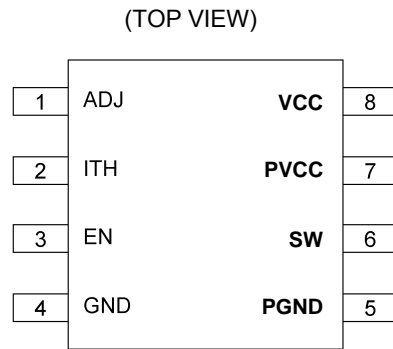 (TOP VIEW)
1 ADJ VCC 8
2 ITH PVCC 7
3 EN SW 6
4 GND PGND 5